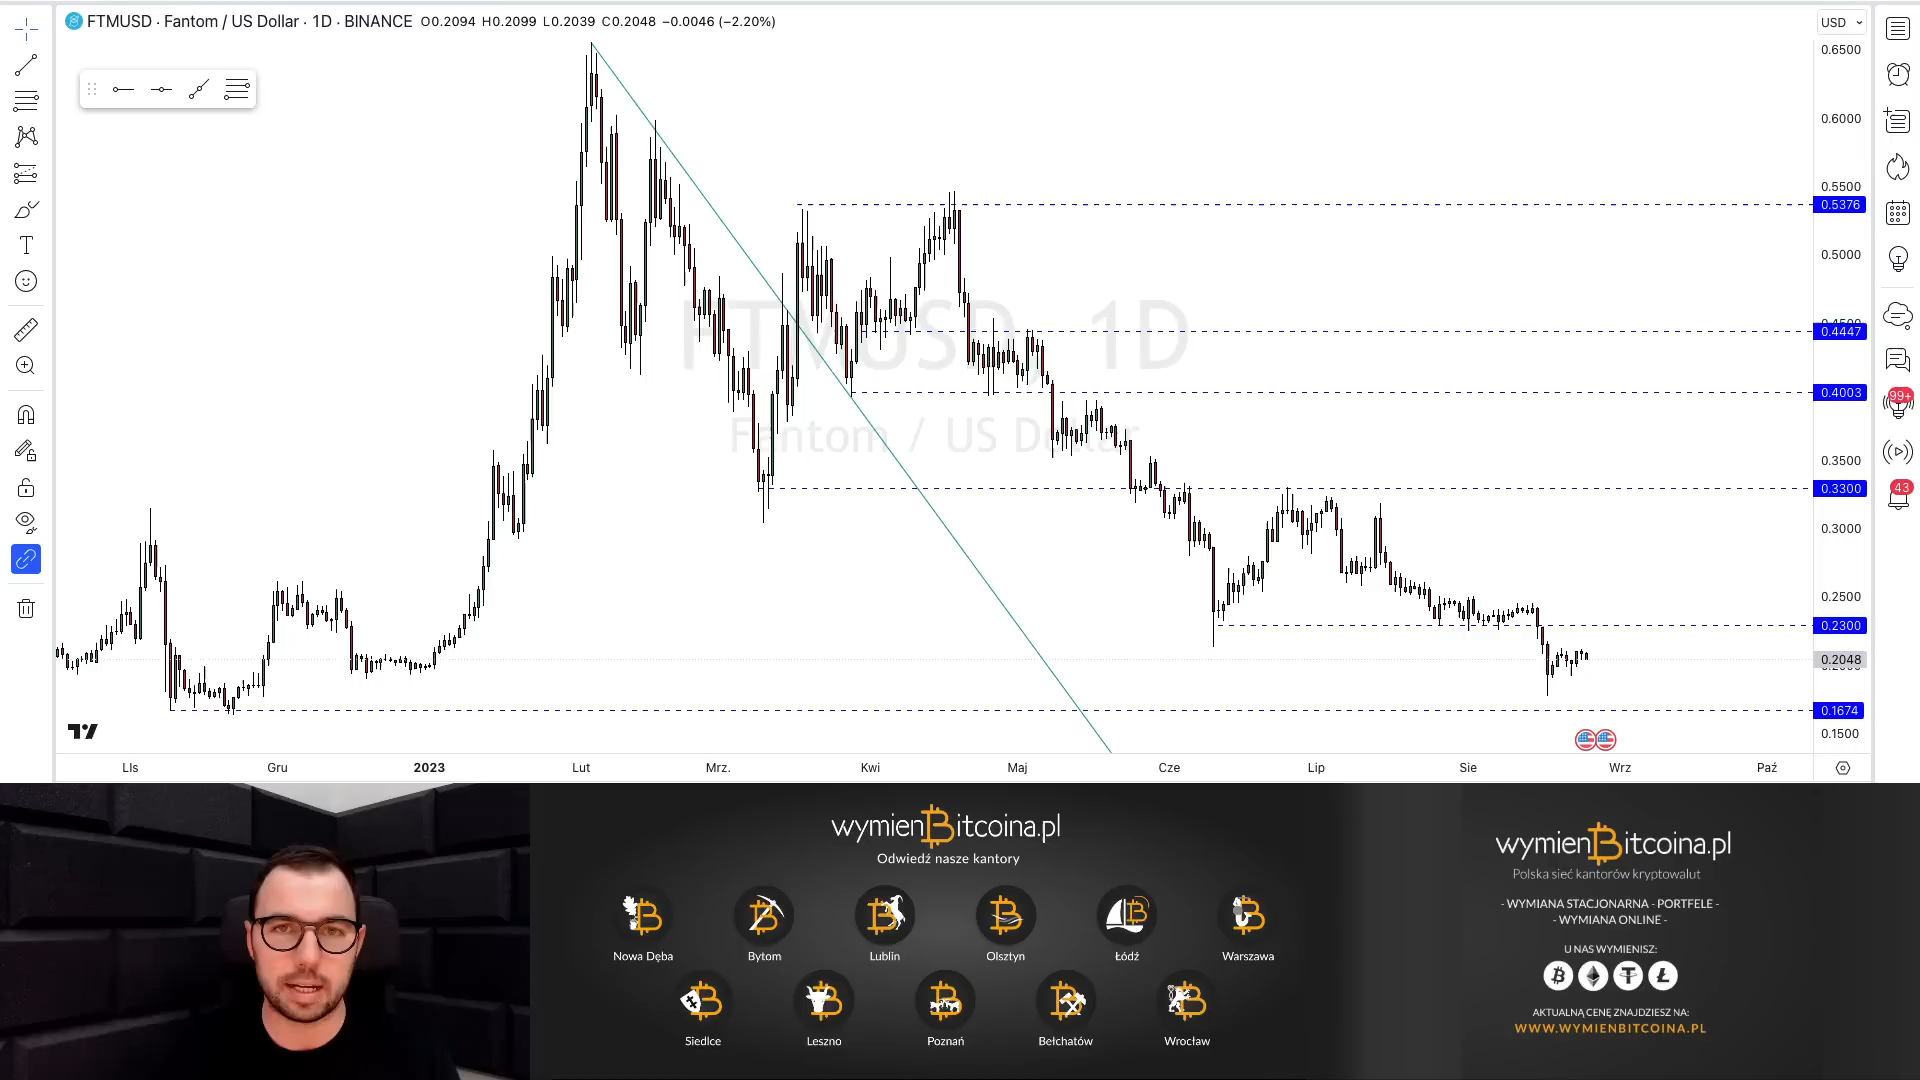 FTMUSD · Fantom / US Dollar · 1D · BINANCE O0.2094 H0.2099 L0.2039 C0.2048 −0.0046 (−2.20%)
USD
0.6500
0.6000
0.5500
0.5376
0.5000
0.4447
0.4003
0.3500
0.3300
0.3000
0.2500
0.2300
0.2048
0.1674
0.1500
FTMUSD, 1D
Fantom / US Dollar
99+
43
LIs
Gru
2023
Lut
Mrz.
Kwi
Maj
Cze
Lip
Sie
Wrz
Paź
wymienBitcoina.pl
Odwiedź nasze kantory
Nowa Dęba
Bytom
Lublin
Olsztyn
Łódź
Warszawa
Siedlce
Leszno
Poznań
Bełchatów
Wrocław
wymienBitcoina.pl
Polska sieć kantorów kryptowalut
- WYMIANA STACJONARNA - PORTFELE -
- WYMIANA ONLINE -
U NAS WYMIENISZ:
AKTUALNĄ CENĘ ZNAJDZIESZ NA:
WWW.WYMIENBITCOINA.PL